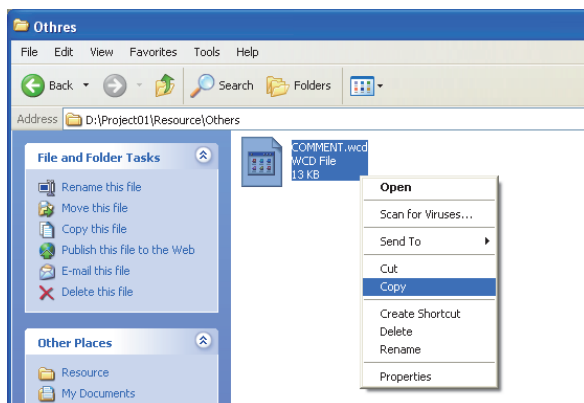 Othres
File Edit View Favorites Tools Help
Back Search Folders
Address D:\Project01\Resource\Others
File and Folder Tasks
Rename this file
Move this file
Copy this file
Publish this file to the Web
E-mail this file
Delete this file
Other Places
Resource
My Documents
COMMENT.wcd
WCD File
13 KB
Open
Scan for Viruses...
Send To
Cut
Copy
Create Shortcut
Delete
Rename
Properties